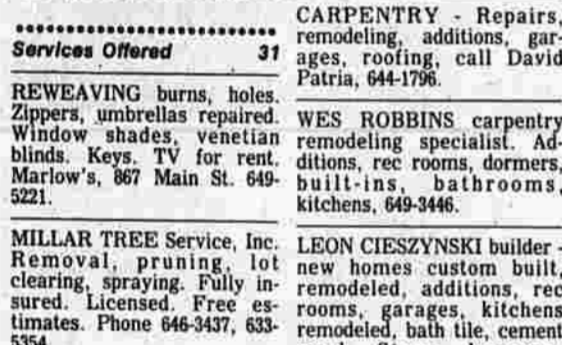 Services Offered 31
REWEAVING burns, holes.
Zippers, umbrellas repaired.
Window shades, venetian
blinds. Keys. TV for rent.
Marlow's, 867 Main St. 649-
5221.
MILLAR TREE Service, Inc.
Removal, pruning, lot
clearing, spraying. Fully in-
sured. Licensed. Free es-
timates. Phone 646-3437, 633-
5354.
CARPENTRY - Repairs,
remodeling, additions, gar-
ages, roofing, call David
Patria, 644-1796.
WES ROBBINS carpentry
remodeling specialist. Ad-
ditions, rec rooms, dormers,
built-ins, bathrooms,
kitchens, 649-3446.
LEON CIESZYNSKI builder -
new homes custom built,
remodeled, additions, rec
rooms, garages, kitchens
remodeled, bath tile, cement